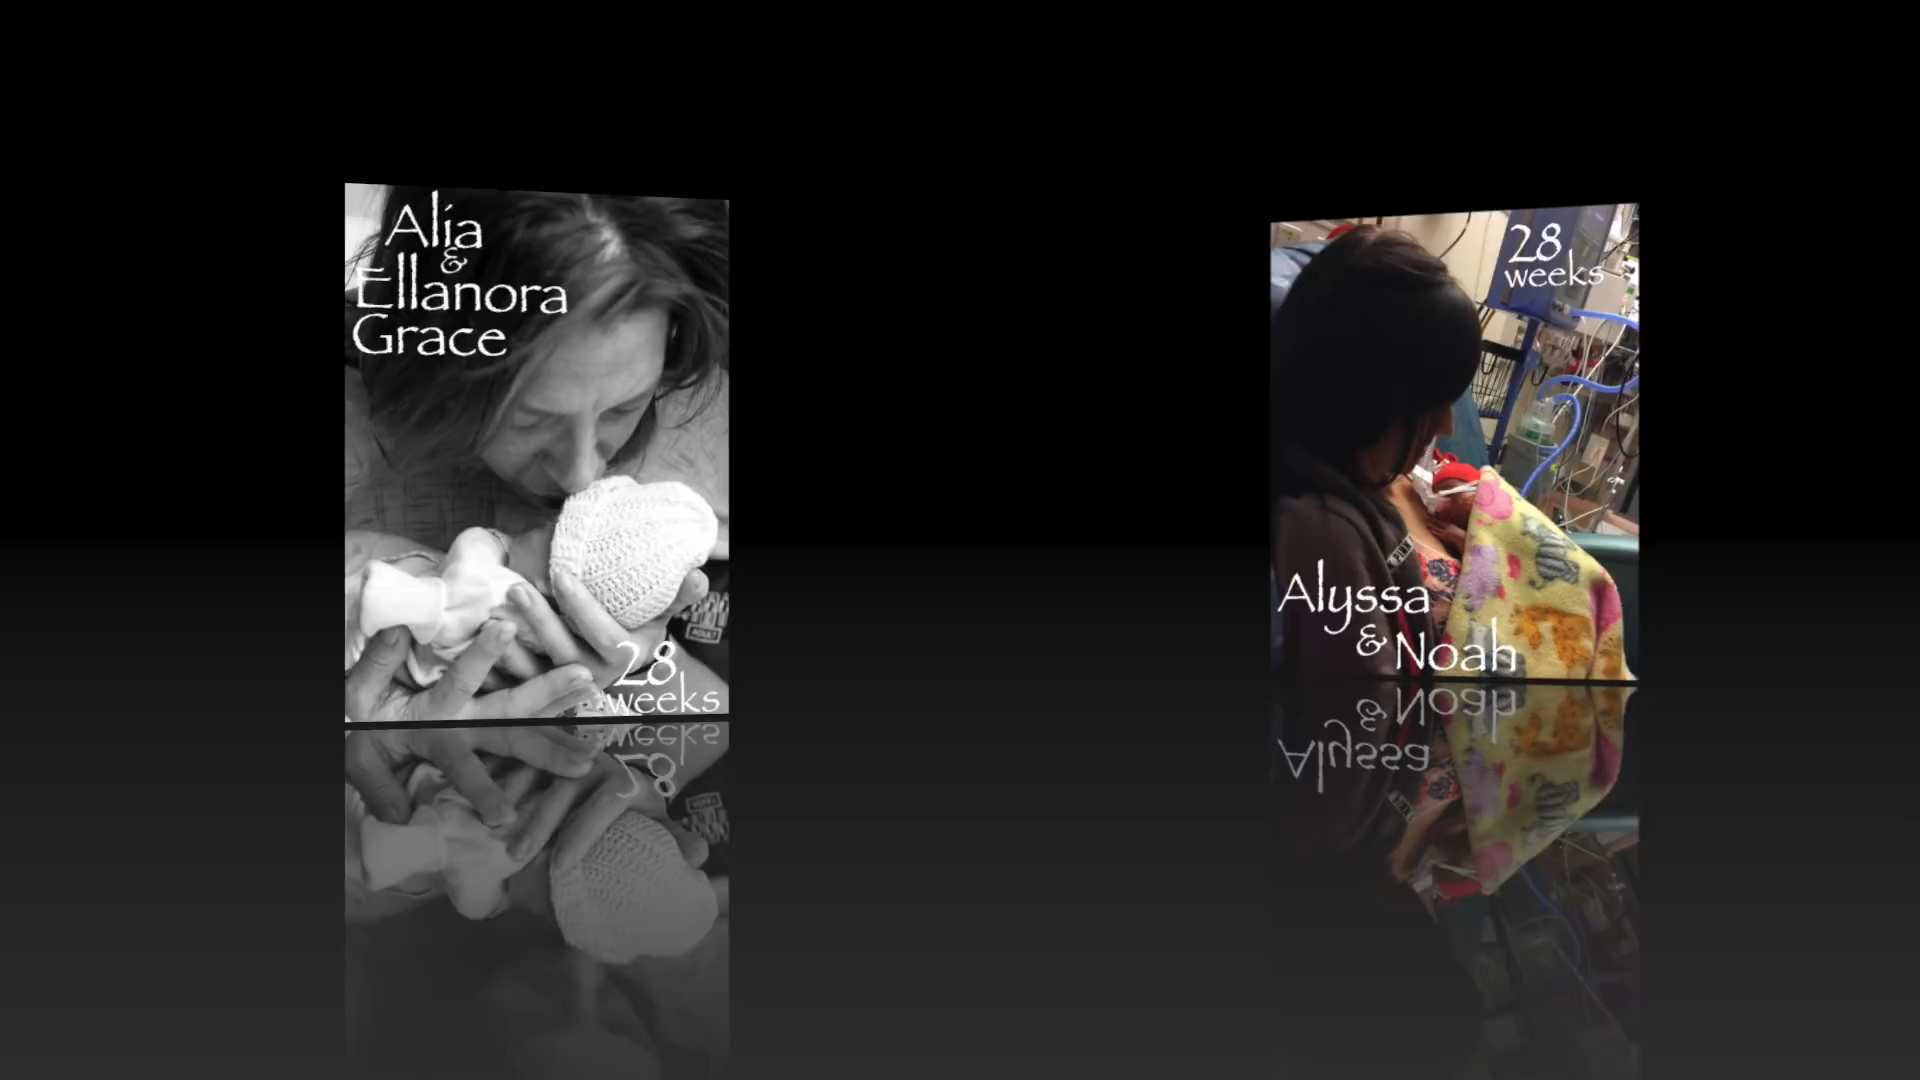 Alia
&
Ellanora
Grace
28
weeks
28
weeks
Alyssa
& Noah